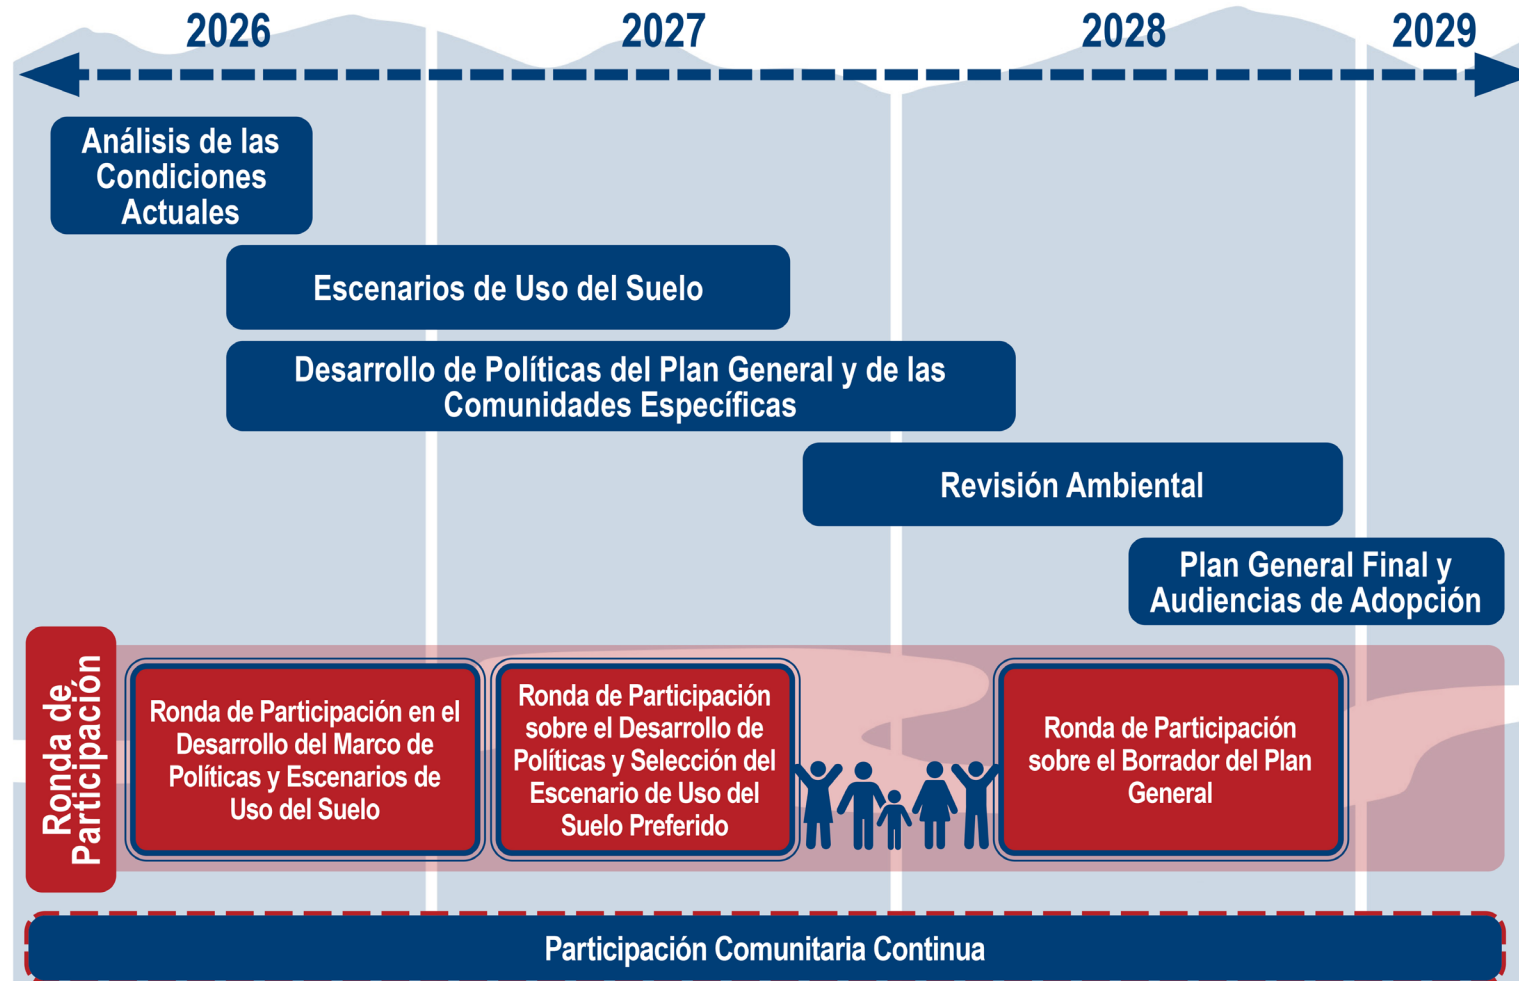 2026 2027 2028 2029
Análisis de las
Condiciones
Actuales
Escenarios de Uso del Suelo
Desarrollo de Políticas del Plan General y de las
Comunidades Específicas
Revisión Ambiental
Plan General Final y
Audiencias de Adopción
Ronda de
Participación
Ronda de Participación en el
Desarrollo del Marco de
Políticas y Escenarios de
Uso del Suelo
Ronda de Participación
sobre el Desarrollo de
Políticas y Selección del
Escenario de Uso del
Suelo Preferido
Ronda de Participación
sobre el Borrador del Plan
General
Participación Comunitaria Continua